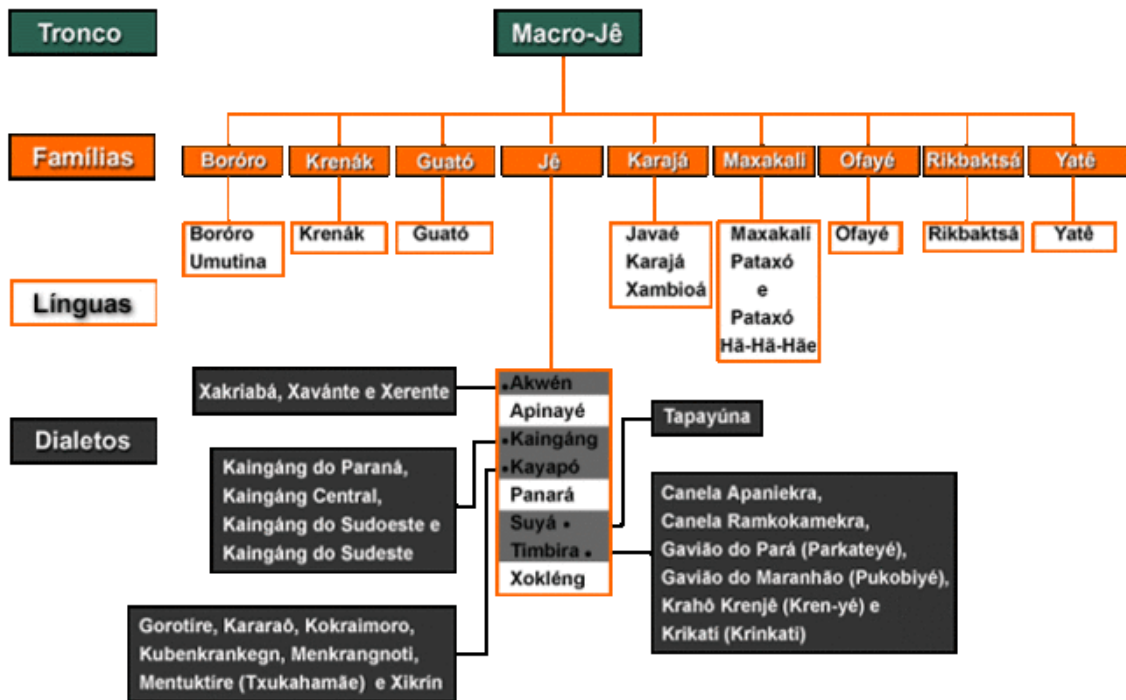 Tronco
Macro-Jê
Famílias
Boróro
Krenák
Guató
Jê
Karajá
Maxakali
Ofayé
Rikbaktsá
Yatê
Línguas
Boróro
Umutina
Krenák
Guató
Javaé
Karajá
Xambioá
Maxakalí
Pataxó
e
Pataxó
Hã-Hã-Hãe
Ofayé
Rikbaktsá
Yatê
Dialetos
Xakriabá, Xavánte e Xerente
Kaingáng do Paraná,
Kaingáng Central,
Kaingáng do Sudoeste e
Kaingáng do Sudeste
Gorotire, Kararaô, Kokraimoro,
Kubenkrankegn, Menkrangnoti,
Mentuktire (Txukahamãe) e Xikrin
Akwén
Apinayé
Kaingáng
Kayapó
Panará
Suyá
Timbira
Xokléng
Tapayúna
Canela Apaniekra,
Canela Ramkokamekra,
Gavião do Pará (Parkateyé),
Gavião do Maranhão (Pukobiyé),
Krahô Krenjê (Kren-yé) e
Krikati (Krinkati)